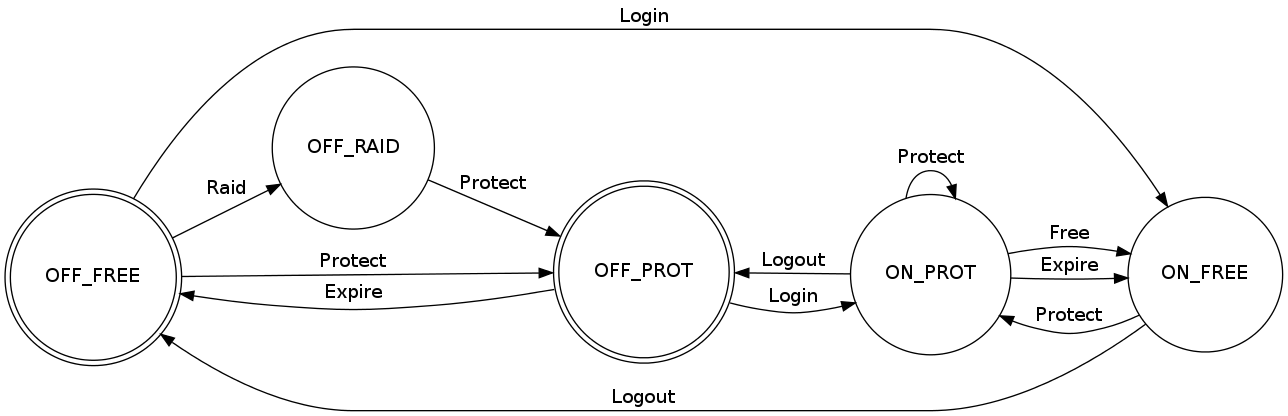 Login
OFF_RAID
Protect
Raid
Protect
Free
OFF_FREE
Protect
OFF_PROT
Logout
ON_PROT
Expire
ON_FREE
Expire
Login
Protect
Logout